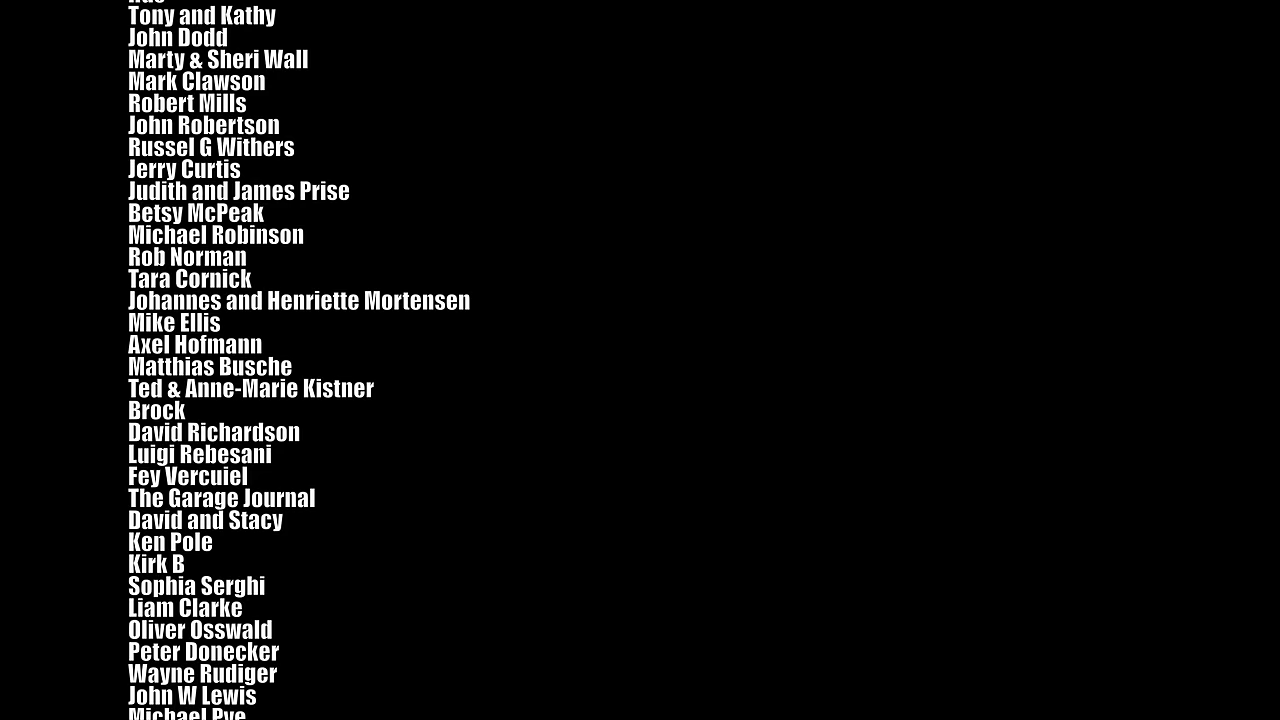 Tony and Kathy
John Dodd
Marty & Sheri Wall
Mark Clawson
Robert Mills
John Robertson
Russel G Withers
Jerry Curtis
Judith and James Prise
Betsy McPeak
Michael Robinson
Rob Norman
Tara Cornick
Johannes and Henriette Mortensen
Mike Ellis
Axel Hofmann
Matthias Busche
Ted & Anne-Marie Kistner
Brock
David Richardson
Luigi Rebesani
Fey Vercuiel
The Garage Journal
David and Stacy
Ken Pole
Kirk B
Sophia Serghi
Liam Clarke
Oliver Osswald
Peter Donecker
Wayne Rudiger
John W Lewis
Michael Pye